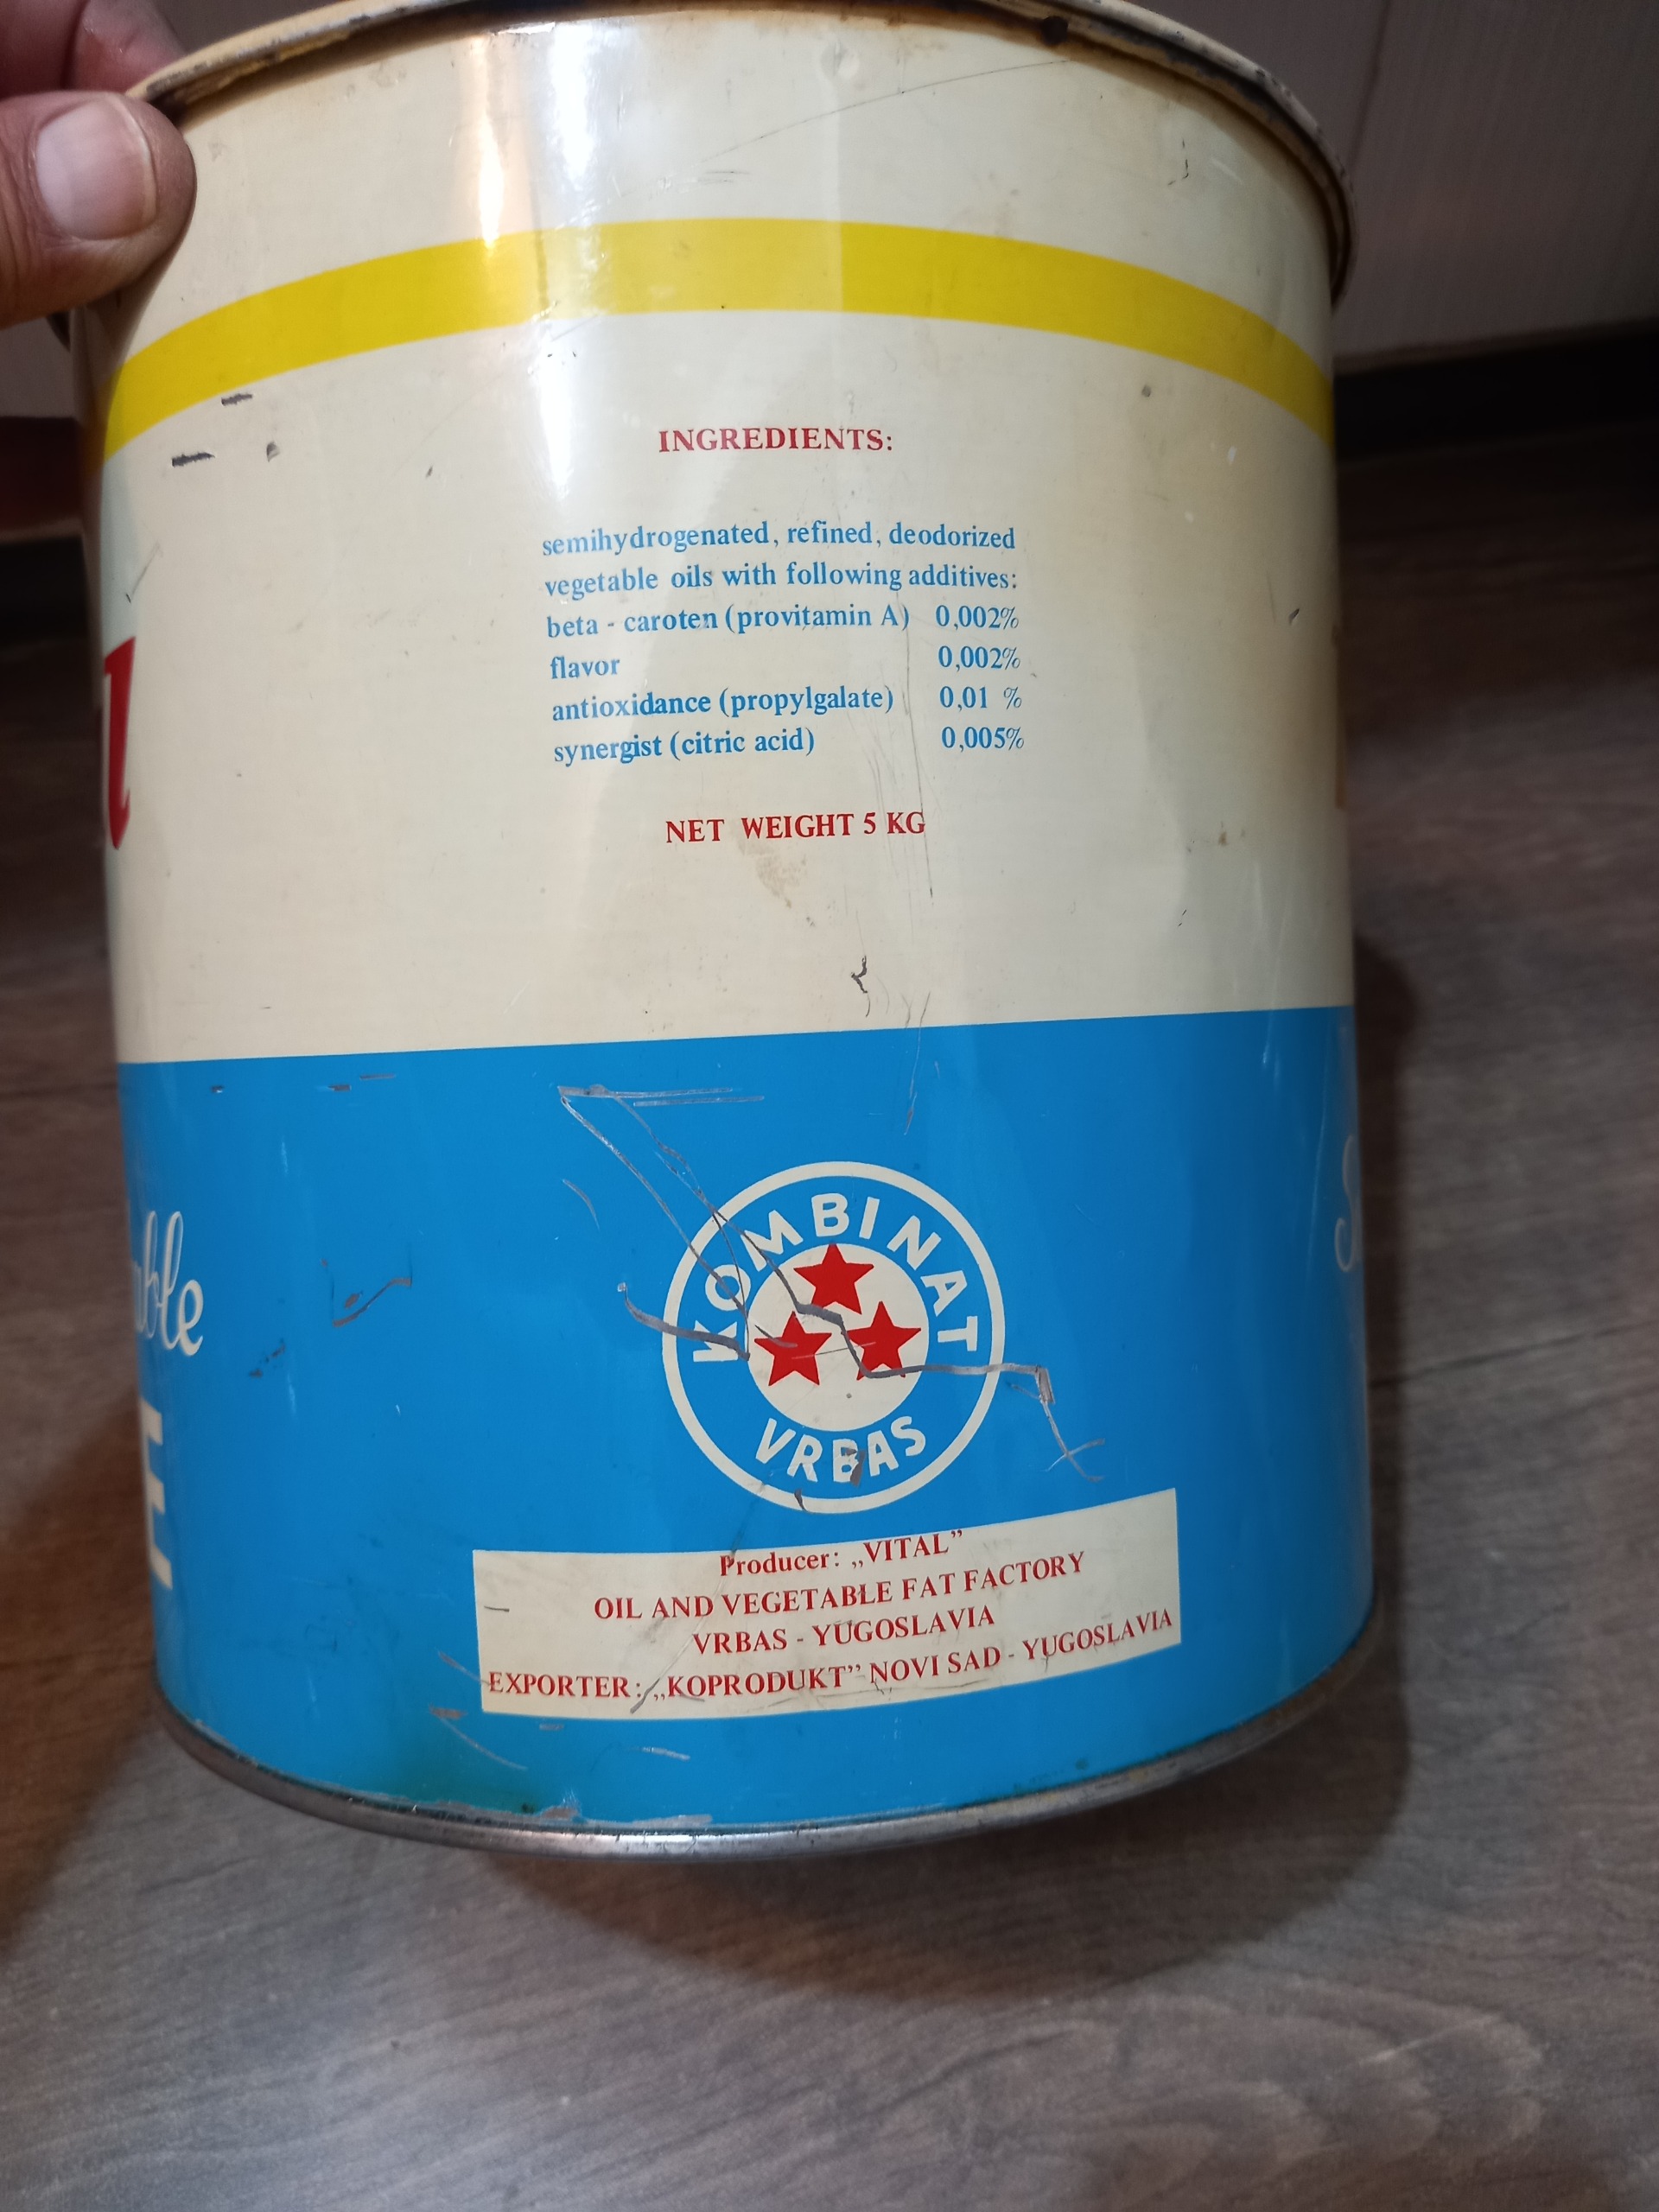 INGREDIENTS:
semihydrogenated, refined, deodorized
vegetable oils with following additives:
beta - caroten (provitamin A) 0,002%
flavor 0,002%
antioxidance (propylgalate) 0,01 %
synergist (citric acid) 0,005%
NET WEIGHT 5 KG
KOMBINAT
VRBAS
Producer: „VITAL”
OIL AND VEGETABLE FAT FACTORY
VRBAS - YUGOSLAVIA
EXPORTER: „KOPRODUKT” NOVI SAD - YUGOSLAVIA